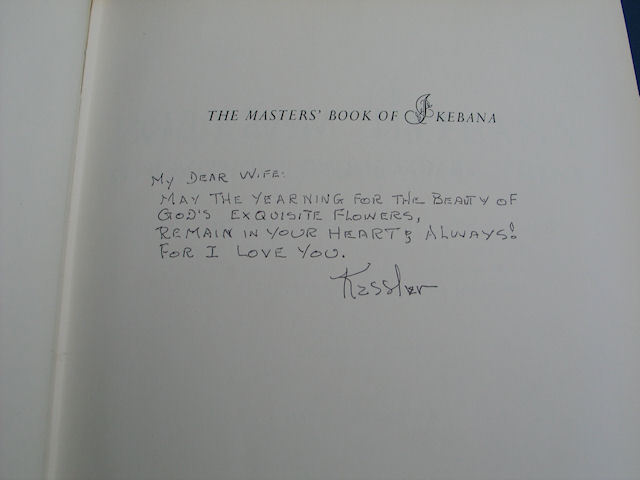 THE MASTERS' BOOK OF IKEBANA
MY DEAR WIFE:
MAY THE YEARNING FOR THE BEAUTY OF
GOD'S EXQUISITE FLOWERS,
REMAIN IN YOUR HEART, ALWAYS!
FOR I LOVE YOU.
Kessler